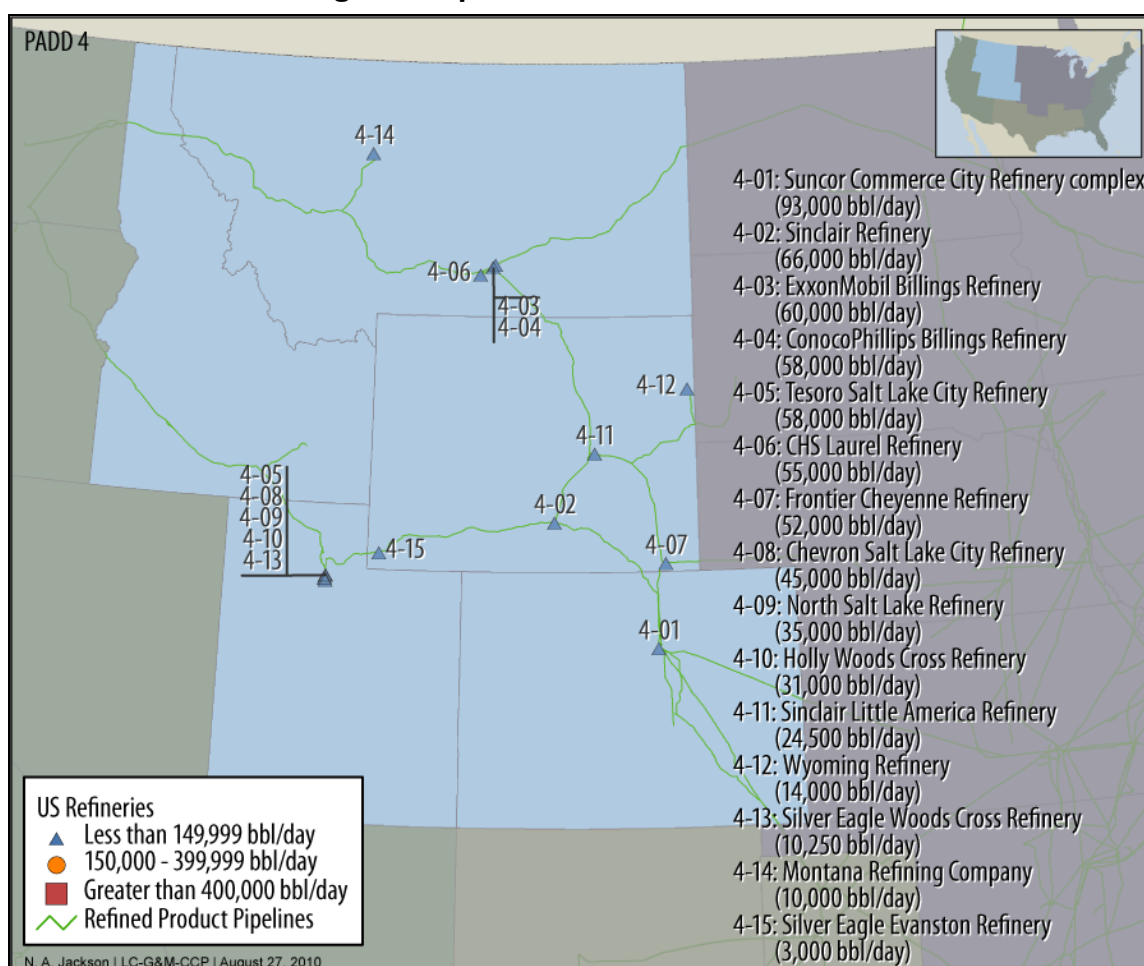 PADD 4
4-14
4-06
4-03
4-04
4-12
4-11
4-02
4-15
4-07
4-01
4-05
4-08
4-09
4-10
4-13
4-01: Suncor Commerce City Refinery complex
(93,000 bbl/day)
4-02: Sinclair Refinery
(66,000 bbl/day)
4-03: ExxonMobil Billings Refinery
(60,000 bbl/day)
4-04: ConocoPhillips Billings Refinery
(58,000 bbl/day)
4-05: Tesoro Salt Lake City Refinery
(58,000 bbl/day)
4-06: CHS Laurel Refinery
(55,000 bbl/day)
4-07: Frontier Cheyenne Refinery
(52,000 bbl/day)
4-08: Chevron Salt Lake City Refinery
(45,000 bbl/day)
4-09: North Salt Lake Refinery
(35,000 bbl/day)
4-10: Holly Woods Cross Refinery
(31,000 bbl/day)
4-11: Sinclair Little America Refinery
(24,500 bbl/day)
4-12: Wyoming Refinery
(14,000 bbl/day)
4-13: Silver Eagle Woods Cross Refinery
(10,250 bbl/day)
4-14: Montana Refining Company
(10,000 bbl/day)
4-15: Silver Eagle Evanston Refinery
(3,000 bbl/day)
US Refineries
Less than 149,999 bbl/day
150,000 - 399,999 bbl/day
Greater than 400,000 bbl/day
Refined Product Pipelines
N. A. Jackson | LC-G&M-CCP | August 27, 2010